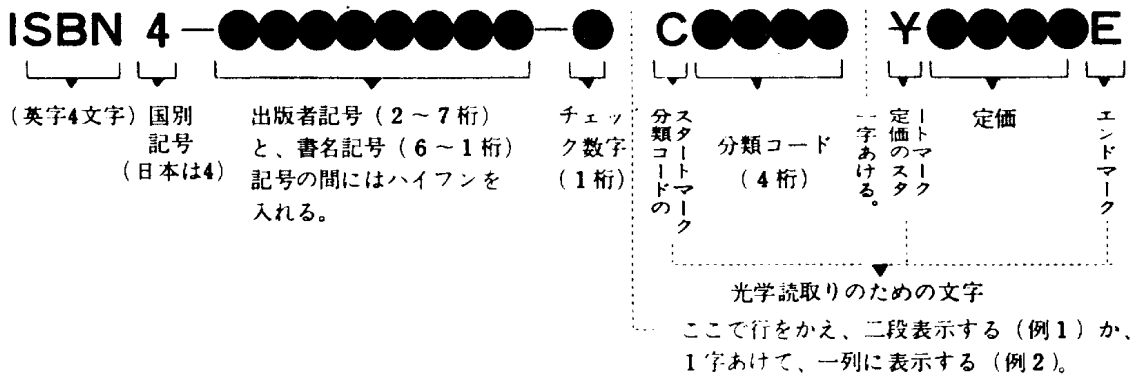 ISBN 4-●●●●●●●●-● C●●●● ¥●●●●E
(英字4文字)
国別
記号
(日本は4)
出版者記号(2~7桁)
と、書名記号(6~1桁)
記号の間にはハイフンを
入れる。
チェッ
ク数字
(1桁)
分類コードの
スタートマーク
分類コード
(4桁)
一字あける。
定価のスタ
ートマーク
定価
エンドマーク
光学読取りのための文字
ここで行をかえ、二段表示する(例1)か、
1字あけて、一列に表示する(例2)。